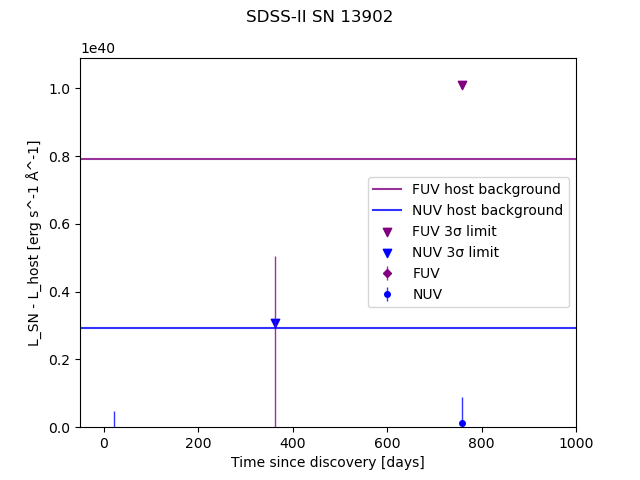 SDSS-II SN 13902
1e40
1.0
0.8
0.6
0.4
0.2
0.0
L_SN - L_host [erg s^-1 Å^-1]
FUV host background
NUV host background
FUV 3σ limit
NUV 3σ limit
FUV
NUV
0 200 400 600 800 1000
Time since discovery [days]